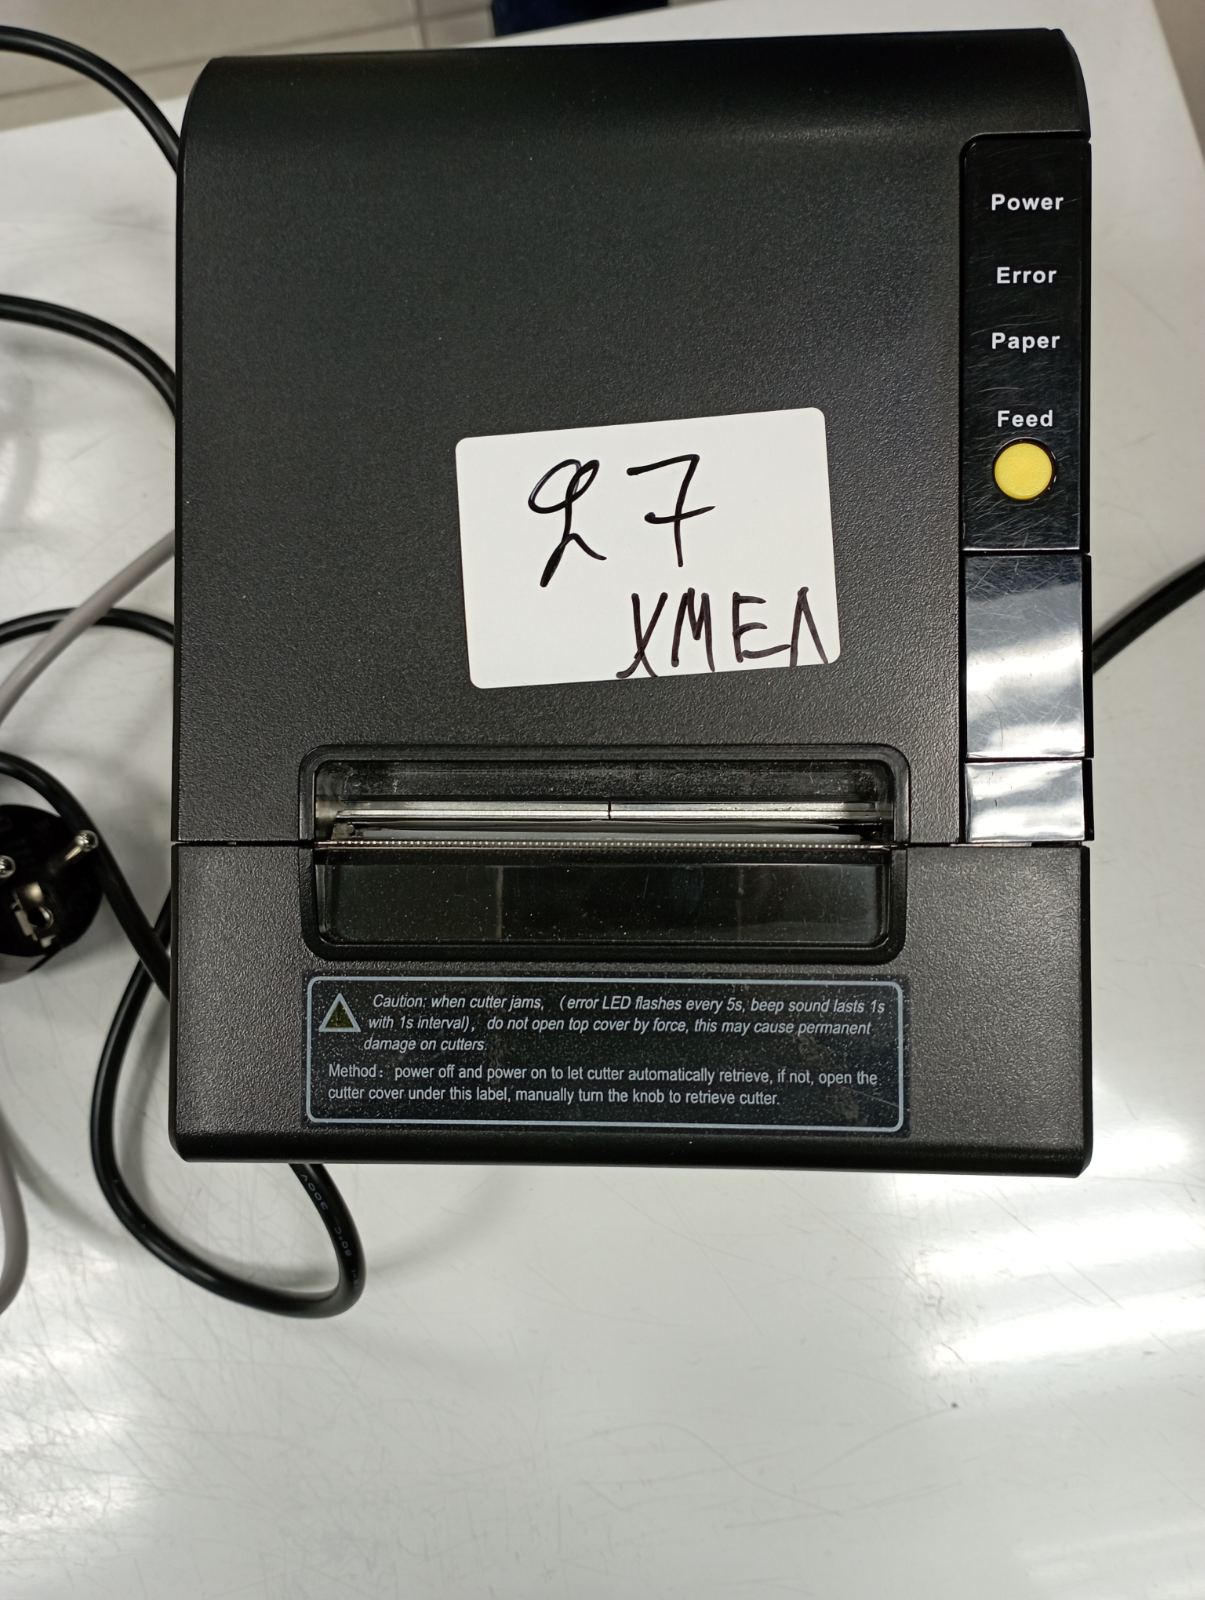 Power
Error
Paper
Feed
27
ХМЕЛ
Caution: when cutter jams, (error LED flashes every 5s, beep sound lasts 1s
with 1s interval), do not open top cover by force, this may cause permanent
damage on cutters.
Method: power off and power on to let cutter automatically retrieve, if not, open the
cutter cover under this label, manually turn the knob to retrieve cutter.